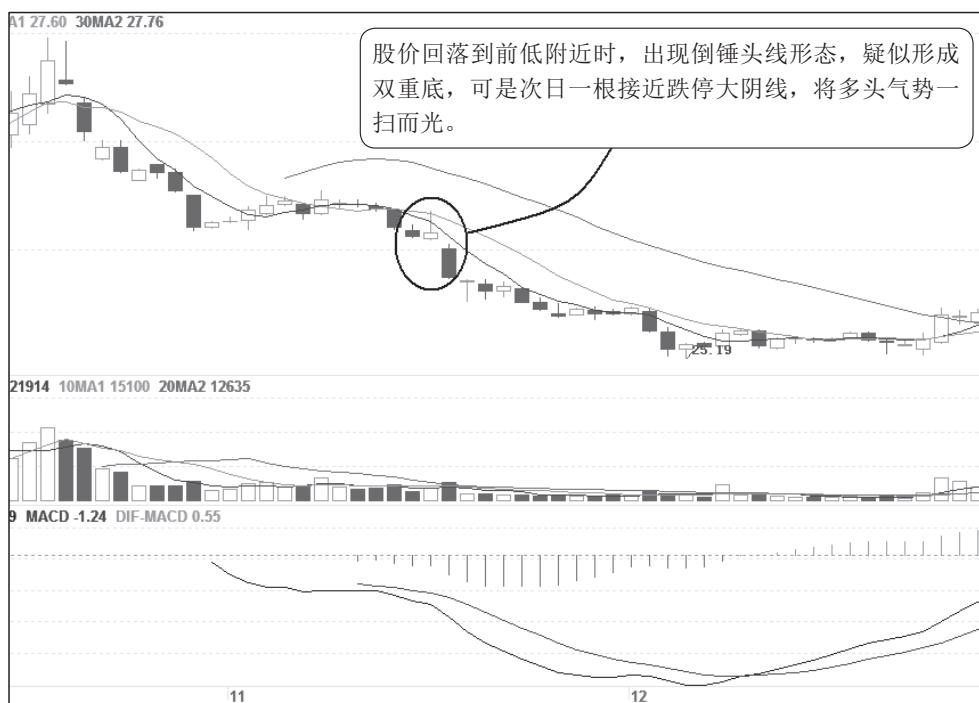 A1 27.60 30MA2 27.76
股价回落到前低附近时，出现倒锤头线形态，疑似形成
双重底，可是次日一根接近跌停大阴线，将多头气势一
扫而光。
25.19
21914 10MA1 15100 20MA2 12635
9 MACD -1.24 DIF-MACD 0.55
11
12